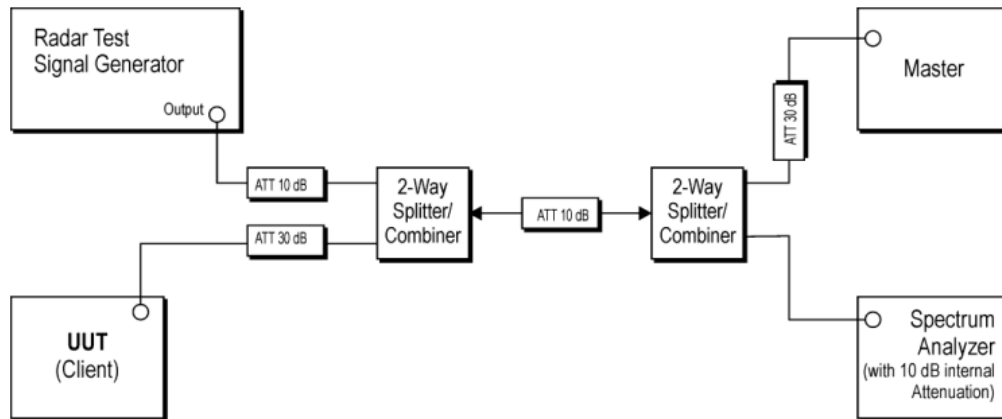 Radar Test
Signal Generator
Output
ATT 10 dB
ATT 30 dB
2-Way
Splitter/
Combiner
ATT 10 dB
2-Way
Splitter/
Combiner
ATT 30 dB
Master
UUT
(Client)
Spectrum
Analyzer
(with 10 dB internal
Attenuation)